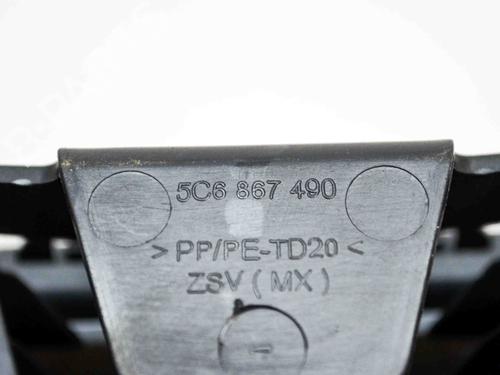 5C6 867 490
> PP/PE-TD20 <
ZSV ( MX )